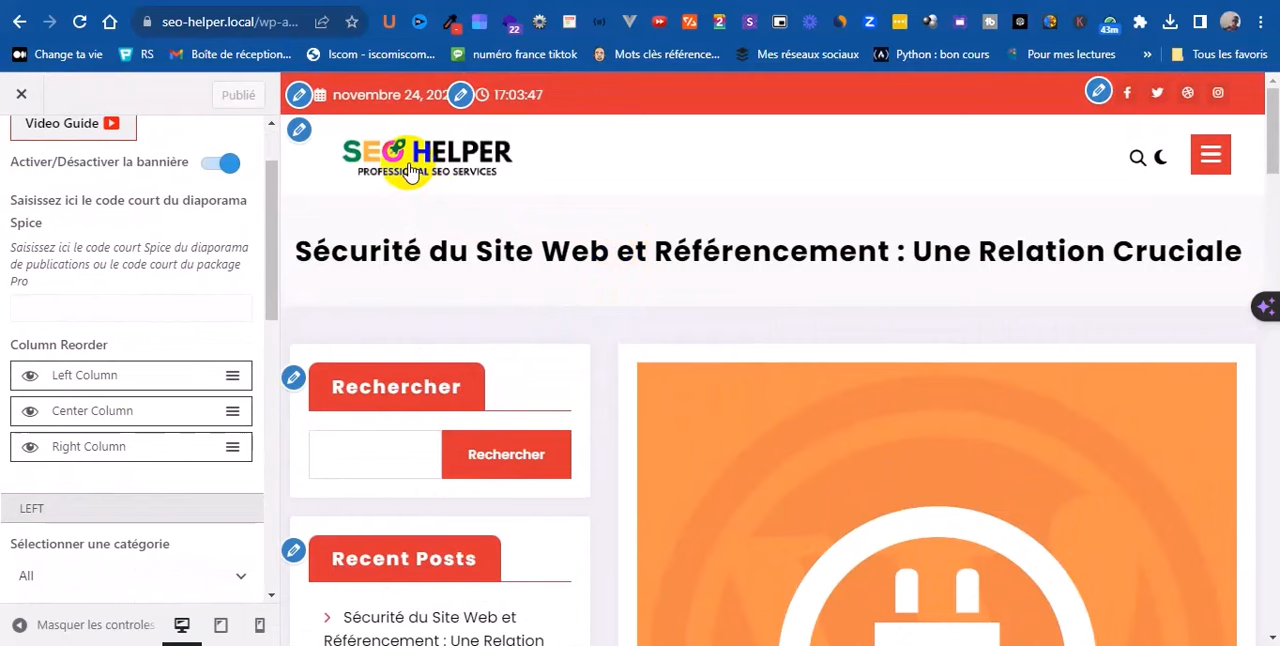 seo-helper.local/wp-a...
22
2
43m
Change ta vie
RS
Boîte de réception...
Iscom — iscomiscom...
numéro france tiktok
Mots clés référence...
Mes réseaux sociaux
Python : bon cours
Pour mes lectures
»
Tous les favoris
Publié
novembre 24, 202
17:03:47
Video Guide
Activer/Désactiver la bannière
Saisissez ici le code court du diaporama
Spice
Saisissez ici le code court Spice du diaporama
de publications ou le code court du package
Pro
Column Reorder
Left Column
Center Column
Right Column
LEFT
Sélectionner une catégorie
All
Masquer les controles
SEO HELPER
PROFESSIONAL SEO SERVICES
Sécurité du Site Web et Référencement : Une Relation Cruciale
Rechercher
Rechercher
Recent Posts
Sécurité du Site Web et
Référencement : Une Relation